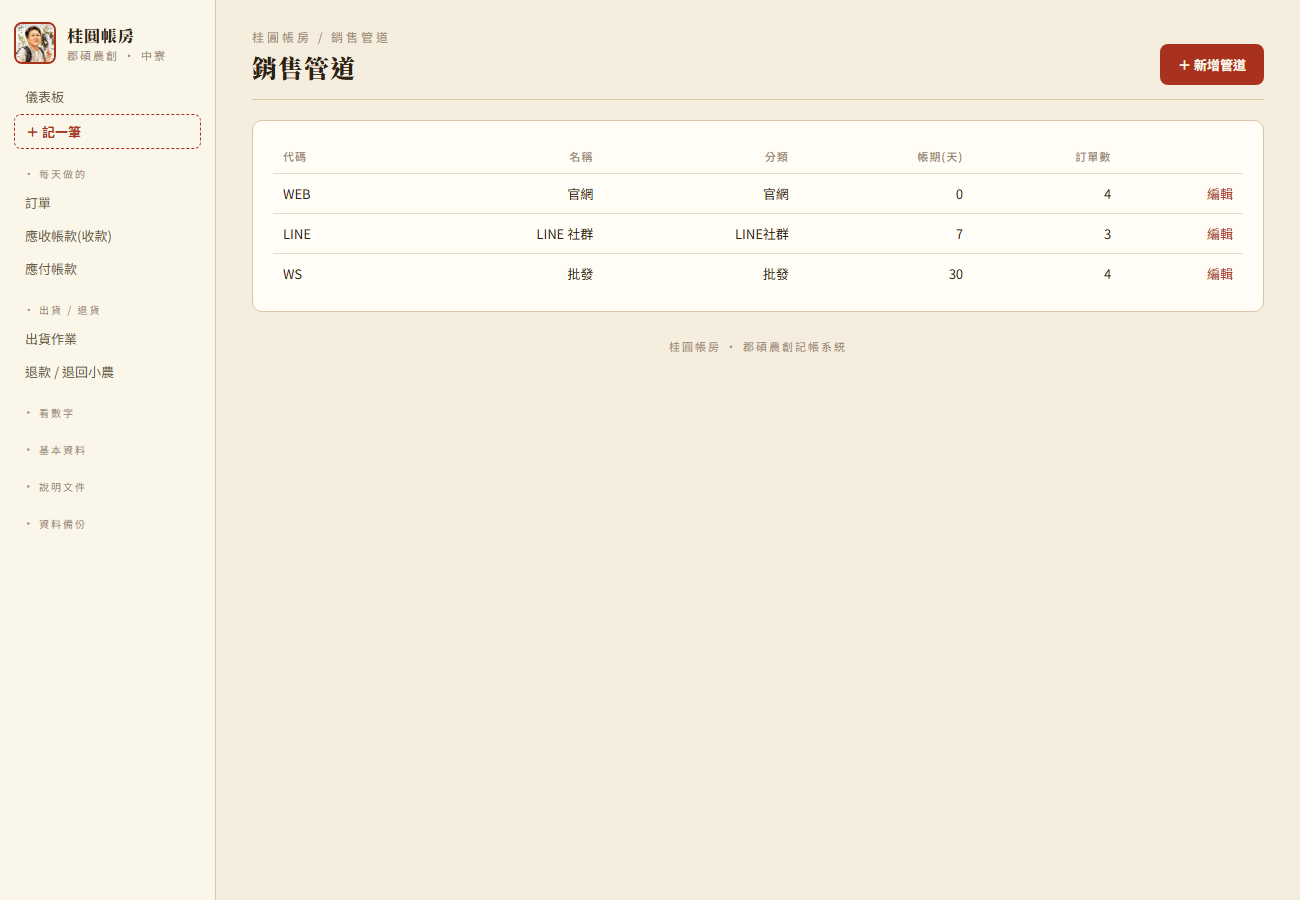 桂圓帳房
郡碩農創 · 中寮
儀表板
＋ 記一筆
每天做的
訂單
應收帳款(收款)
應付帳款
出貨 / 退貨
出貨作業
退款 / 退回小農
看數字
基本資料
說明文件
資料備份
桂圓帳房 / 銷售管道
銷售管道
＋ 新增管道
代碼 名稱 分類 帳期(天) 訂單數
WEB 官網 官網 0 4 編輯
LINE LINE 社群 LINE社群 7 3 編輯
WS 批發 批發 30 4 編輯
桂圓帳房 · 郡碩農創記帳系統